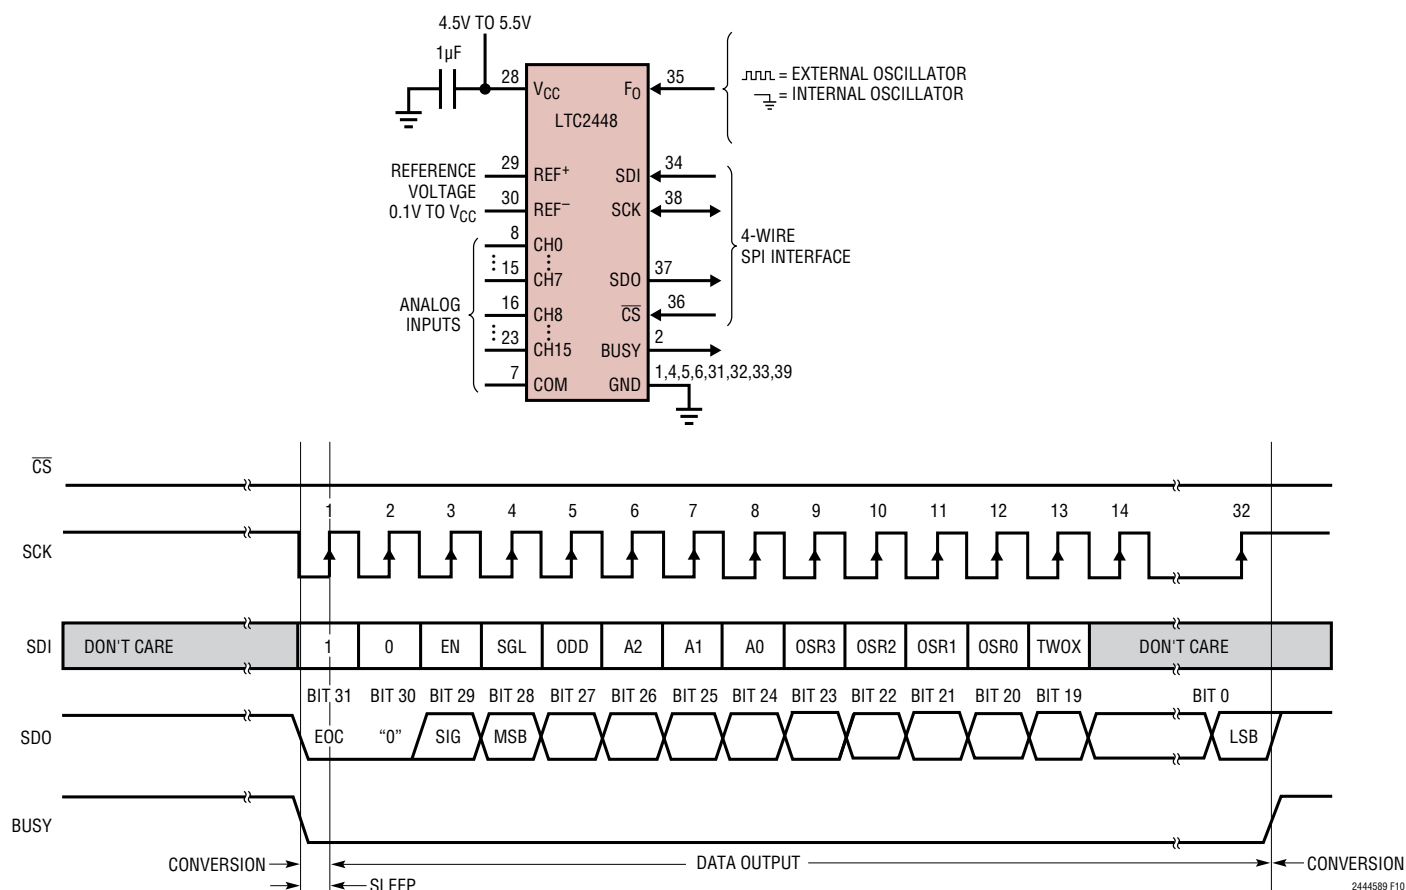 4.5V TO 5.5V
1µF
28 VCC FO 35
= EXTERNAL OSCILLATOR
= INTERNAL OSCILLATOR
LTC2448
REFERENCE VOLTAGE 0.1V TO VCC
29 REF+ SDI 34
30 REF– SCK 38
4-WIRE
SPI INTERFACE
ANALOG
INPUTS
8 CH0
15 CH7 SDO 37
16 CH8 CS 36
23 CH15 BUSY 2
7 COM GND 1,4,5,6,31,32,33,39
CS
SCK 1 2 3 4 5 6 7 8 9 10 11 12 13 14 32
SDI DON'T CARE 1 0 EN SGL ODD A2 A1 A0 OSR3 OSR2 OSR1 OSR0 TWOX DON'T CARE
BIT 31 BIT 30 BIT 29 BIT 28 BIT 27 BIT 26 BIT 25 BIT 24 BIT 23 BIT 22 BIT 21 BIT 20 BIT 19 BIT 0
SDO EOC “0” SIG MSB LSB
BUSY
CONVERSION DATA OUTPUT CONVERSION
SLEEP
2444589 F10